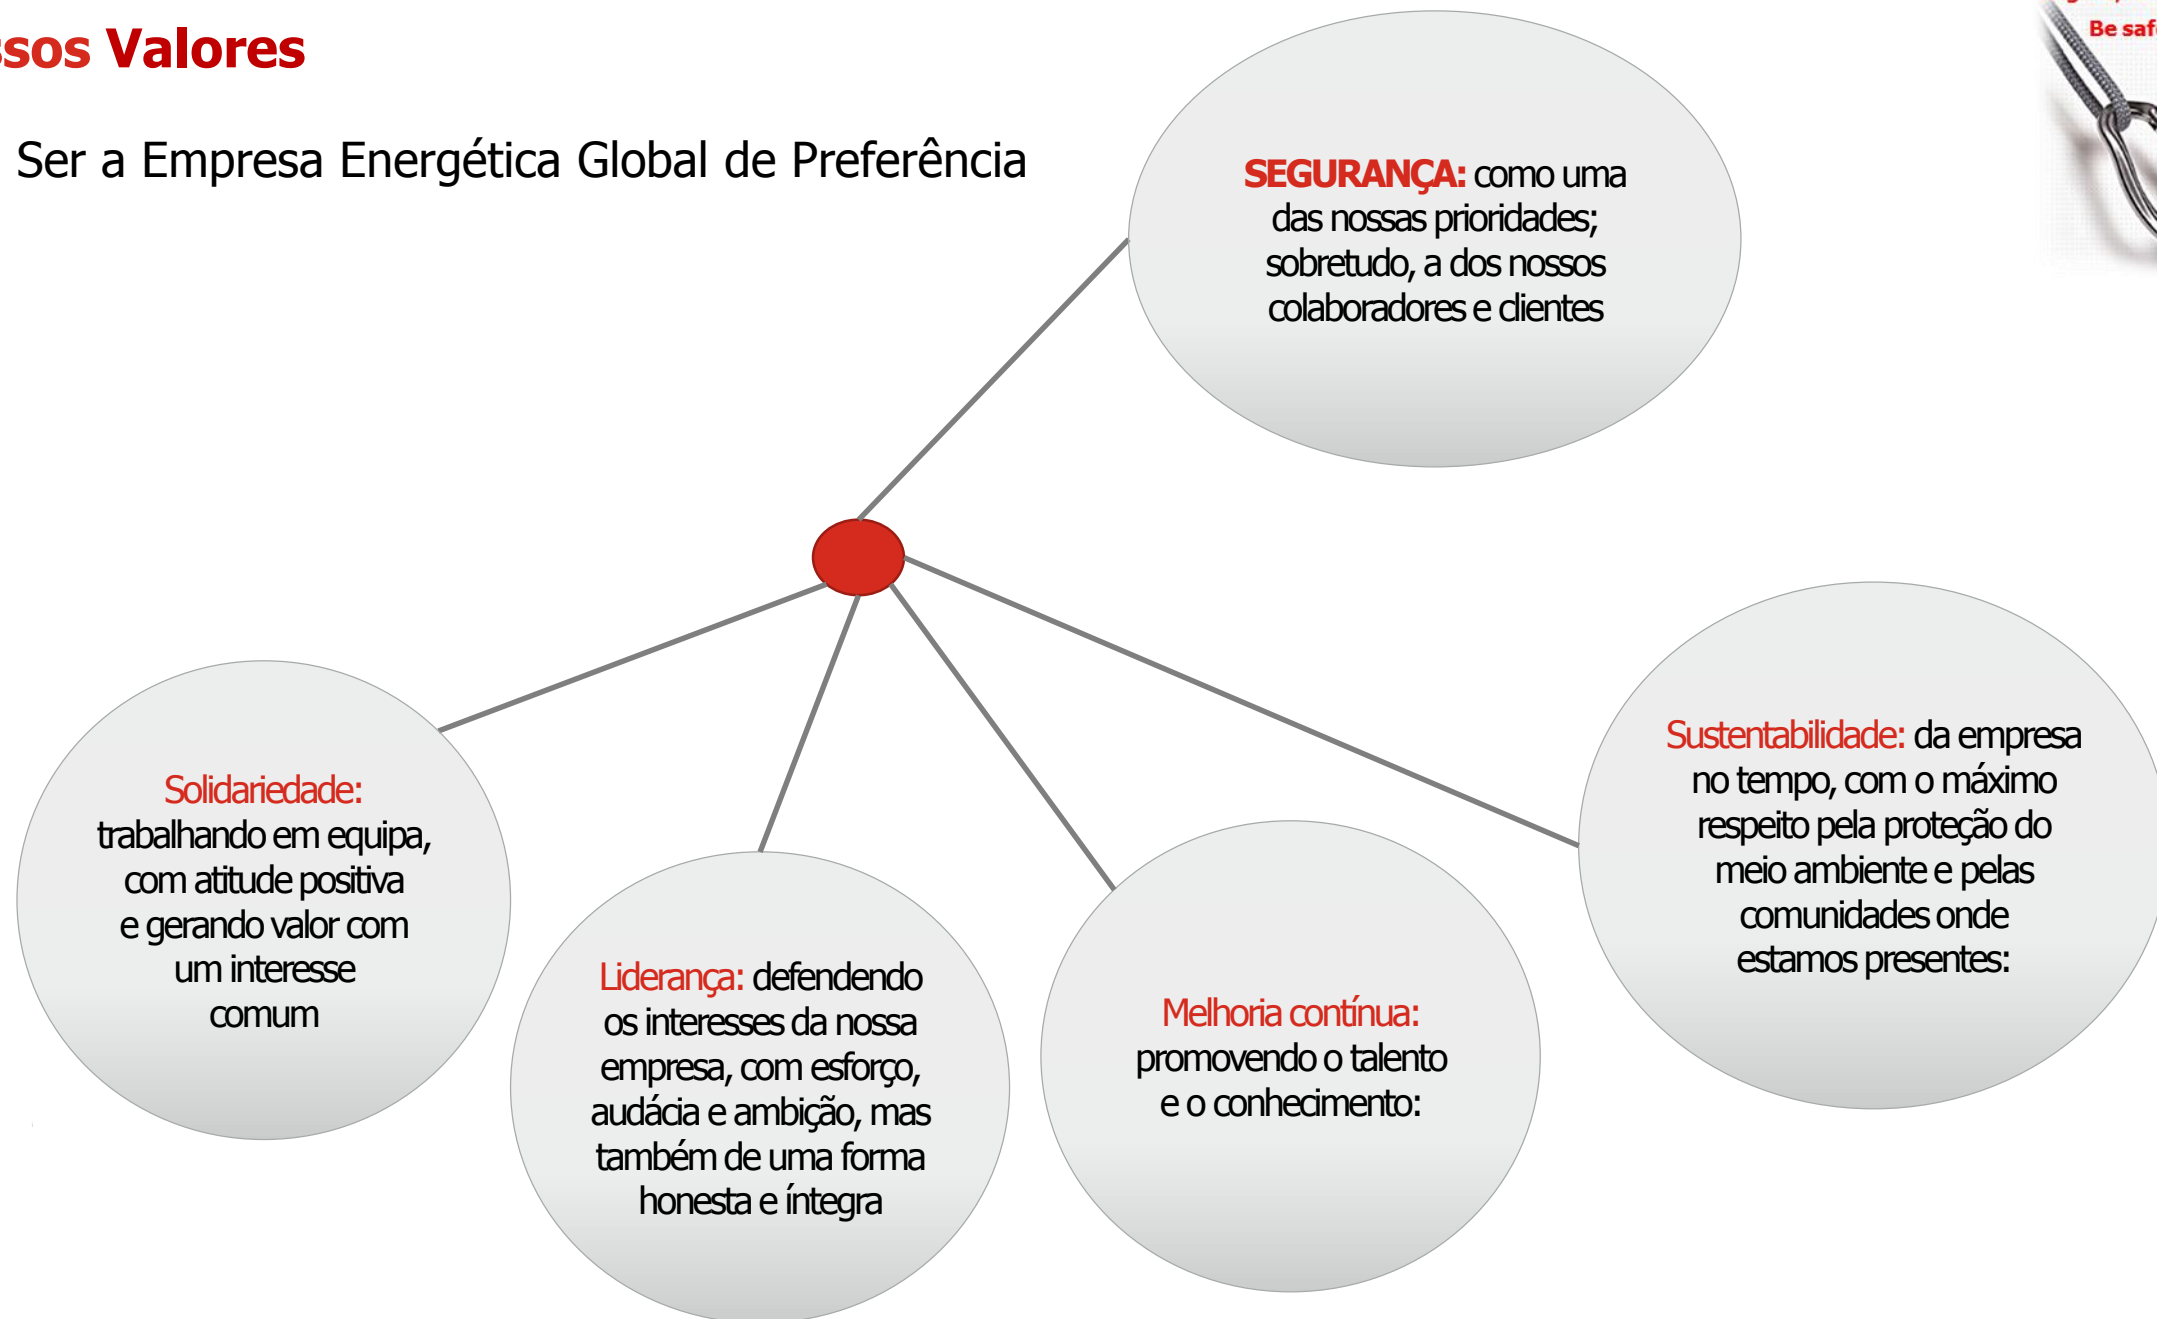 Valores
Ser a Empresa Energética Global de Preferência
Be
SEGURANÇA: como uma
das nossas prioridades;
sobretudo, a dos nossos
colaboradores e clientes
Solidariedade:
trabalhando em equipa,
com atitude positiva
e gerando valor com
um interesse
comum
Liderança: defendendo
os interesses da nossa
empresa, com esforço,
audácia e ambição, mas
também de uma forma
honesta e íntegra
Melhoria contínua:
promovendo o talento
e o conhecimento:
Sustentabilidade: da empresa
no tempo, com o máximo
respeito pela proteção do
meio ambiente e pelas
comunidades onde
estamos presentes: